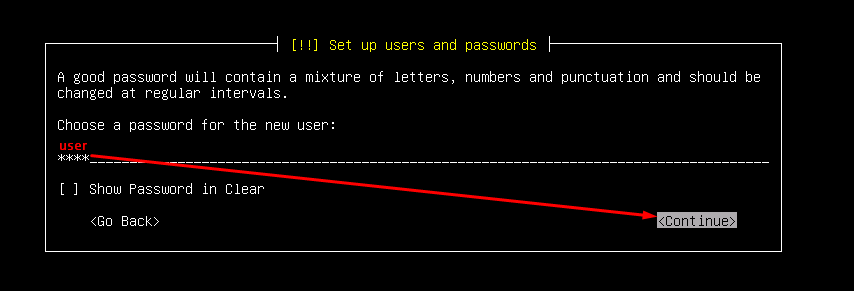 [!!] Set up users and passwords
A good password will contain a mixture of letters, numbers and punctuation and should be
changed at regular intervals.
Choose a password for the new user:
user
****
[ ] Show Password in Clear
<Go Back> <Continue>